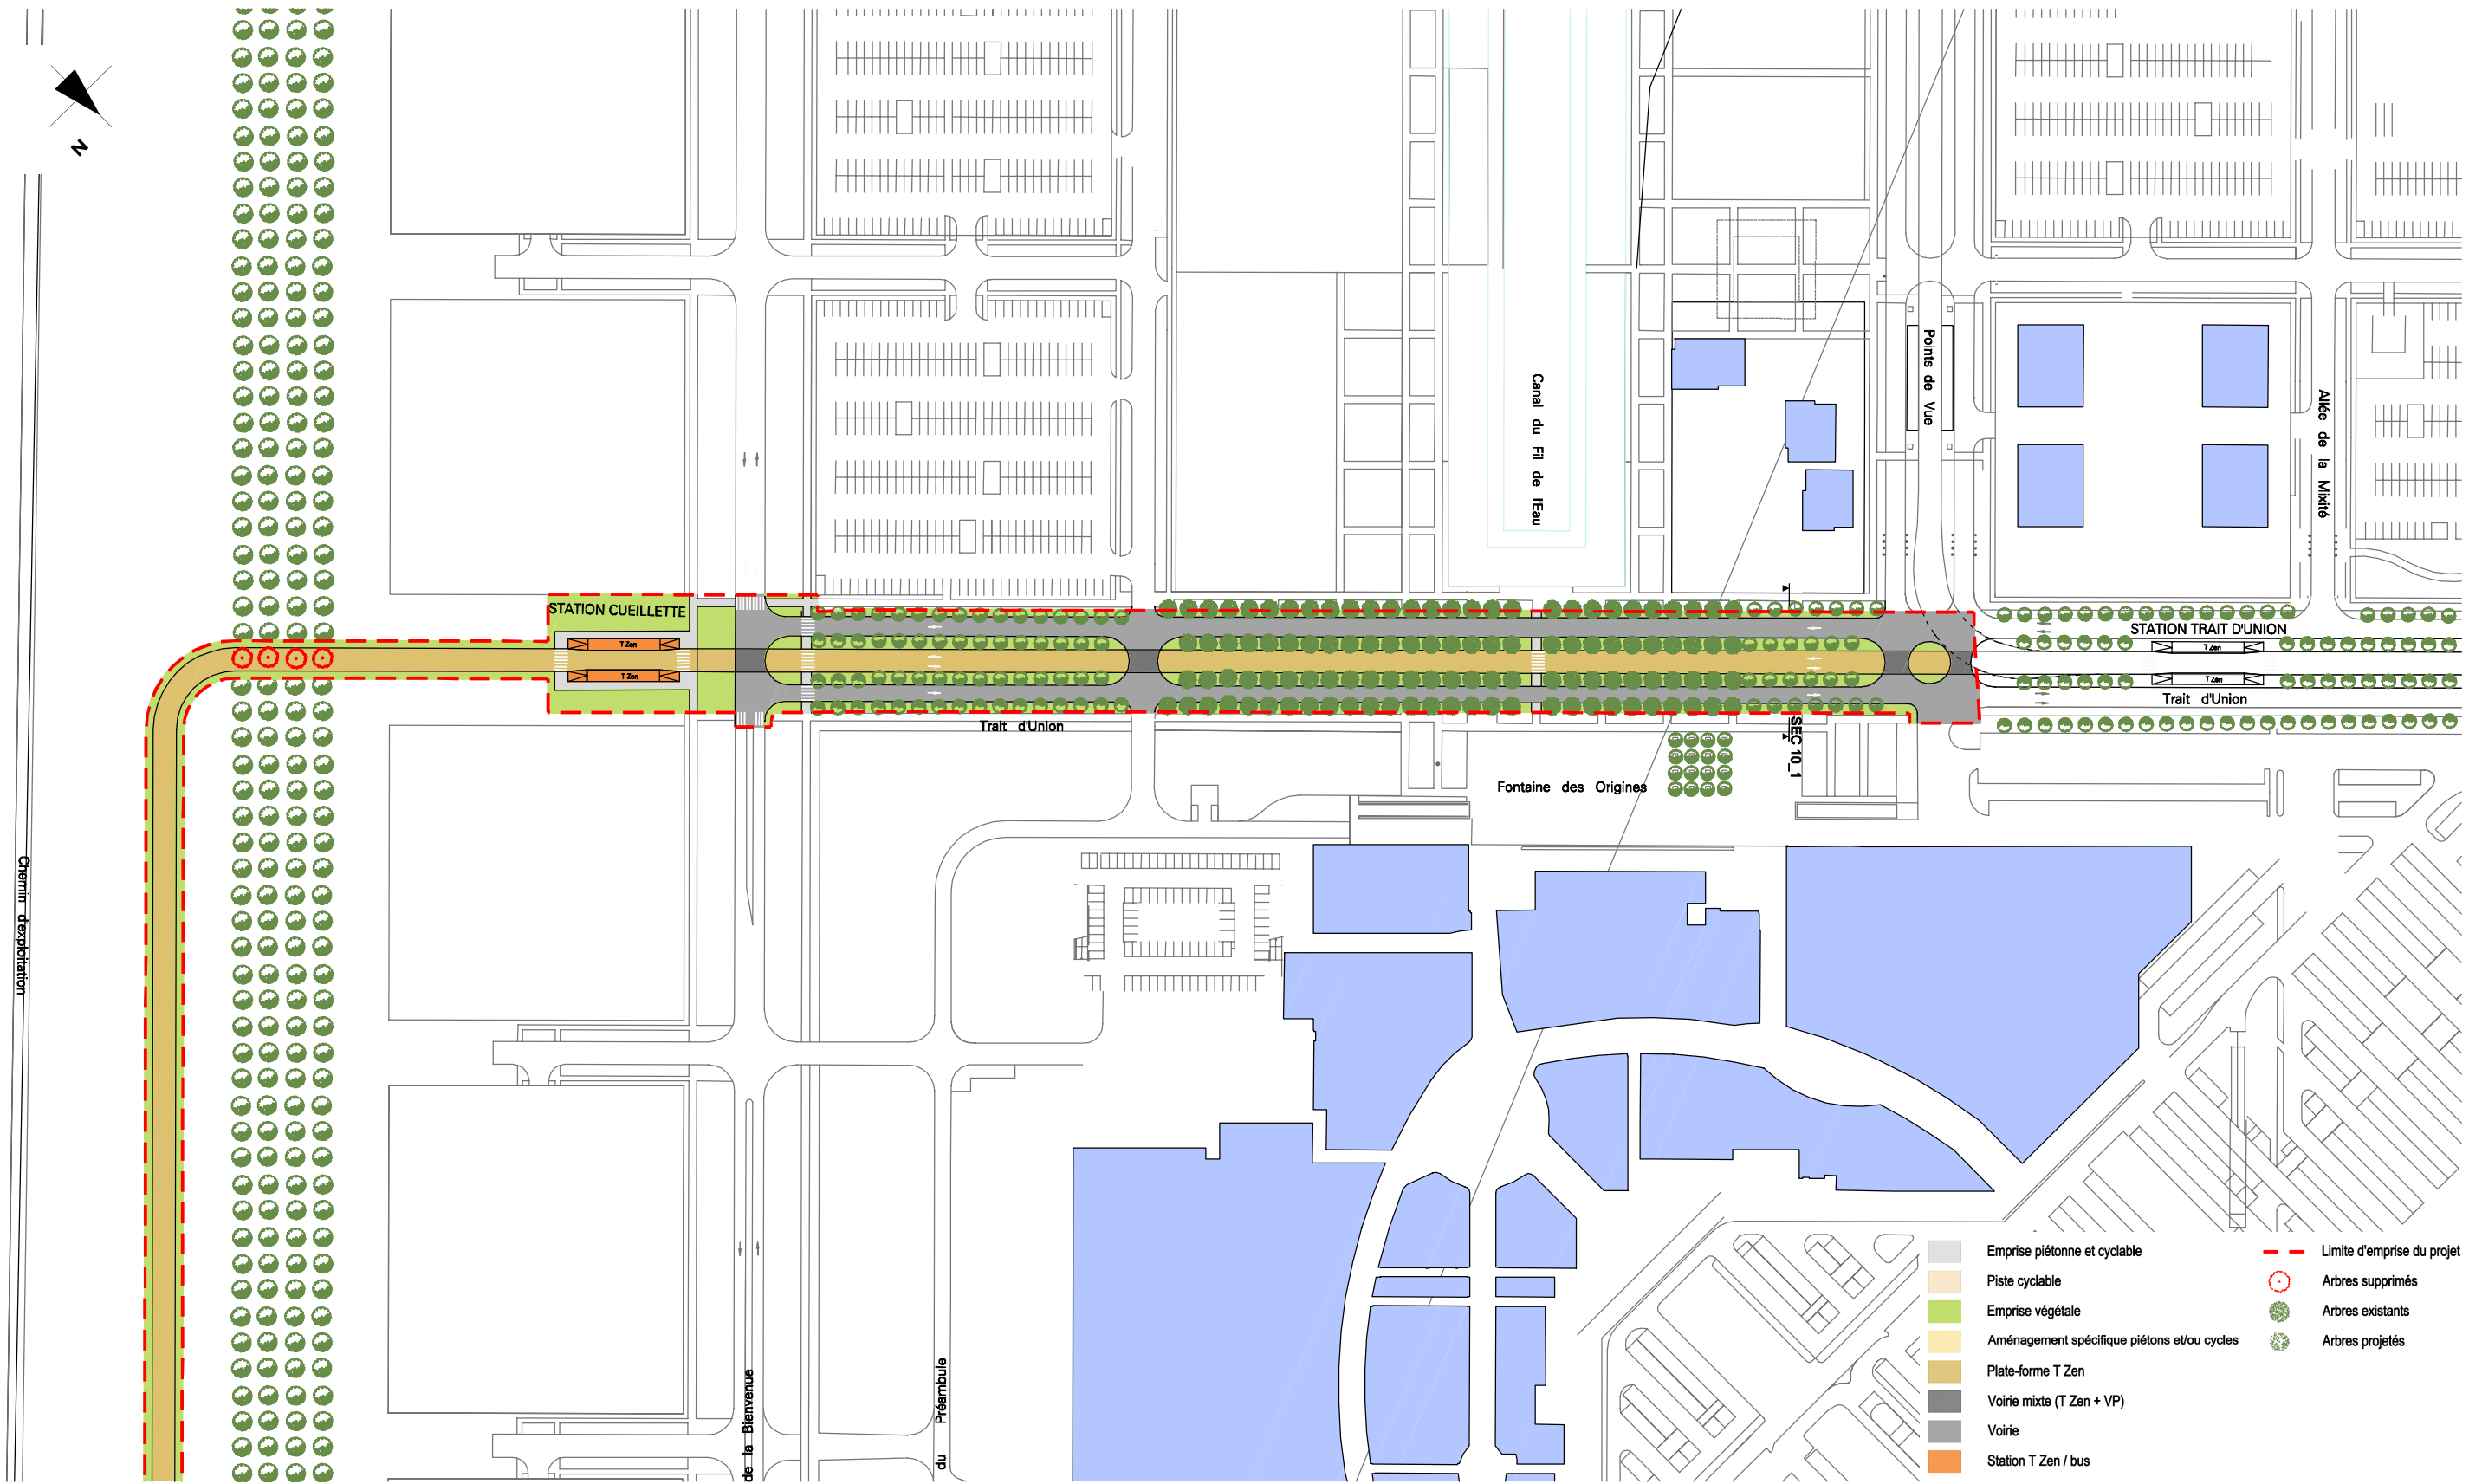 N
Points de Vue
Canal du Fil de l'Eau
Allée de la Mixité
STATION CUEILLETTE
T Zen
T Zen
STATION TRAIT D'UNION
T Zen
T Zen
Trait d'Union
Trait d'Union
SEC 10_1
Fontaine des Origines
Chemin d'exploitation
de la Bienvenue
du Préambule
Emprise piétonne et cyclable
Piste cyclable
Emprise végétale
Aménagement spécifique piétons et/ou cycles
Plate-forme T Zen
Voirie mixte (T Zen + VP)
Voirie
Station T Zen / bus
Limite d'emprise du projet
Arbres supprimés
Arbres existants
Arbres projetés